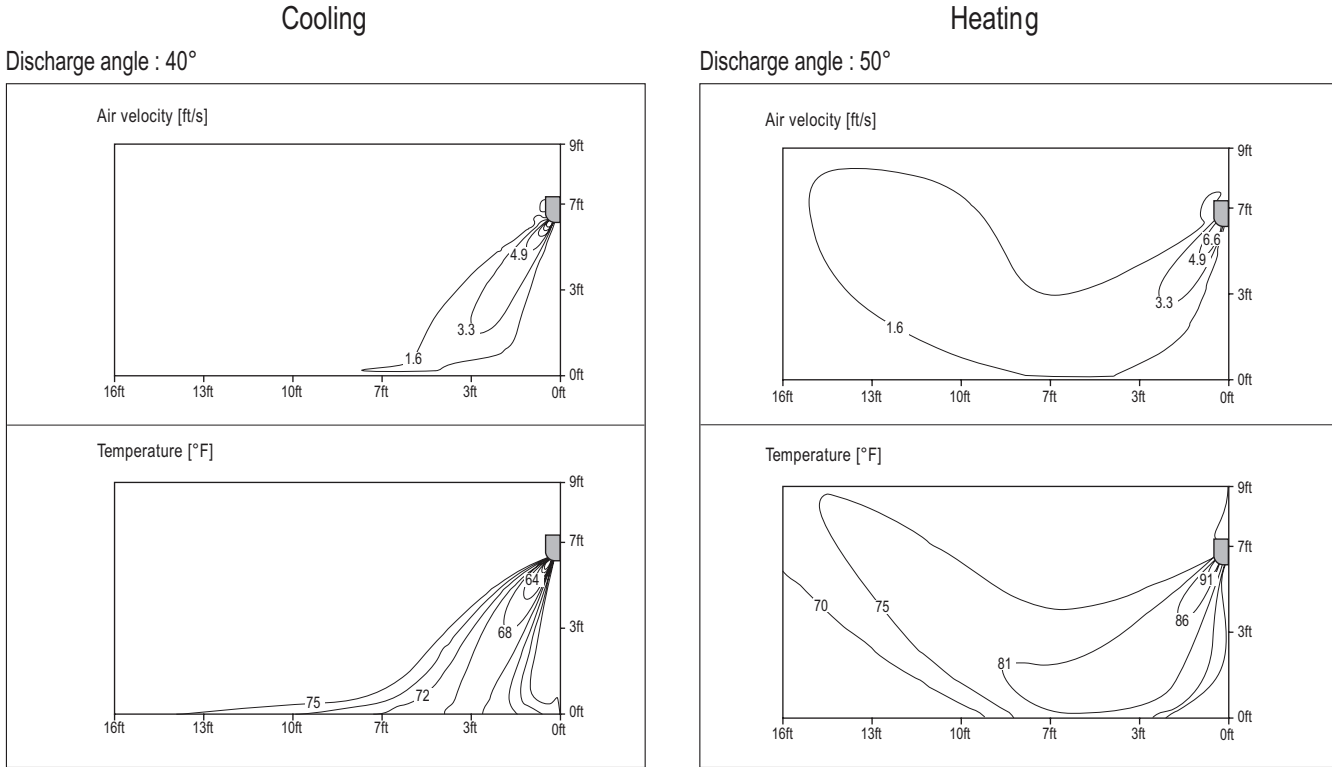 Cooling
Discharge angle : 40°
Air velocity [ft/s]
9ft
7ft
4.9
3ft
3.3
1.6
0ft
16ft 13ft 10ft 7ft 3ft 0ft
Temperature [°F]
9ft
7ft
64
68
3ft
72
75
0ft
16ft 13ft 10ft 7ft 3ft 0ft
Heating
Discharge angle : 50°
Air velocity [ft/s]
9ft
7ft
6.6
4.9
3ft
3.3
1.6
0ft
16ft 13ft 10ft 7ft 3ft 0ft
Temperature [°F]
9ft
7ft
91
70
75
86
3ft
81
0ft
16ft 13ft 10ft 7ft 3ft 0ft